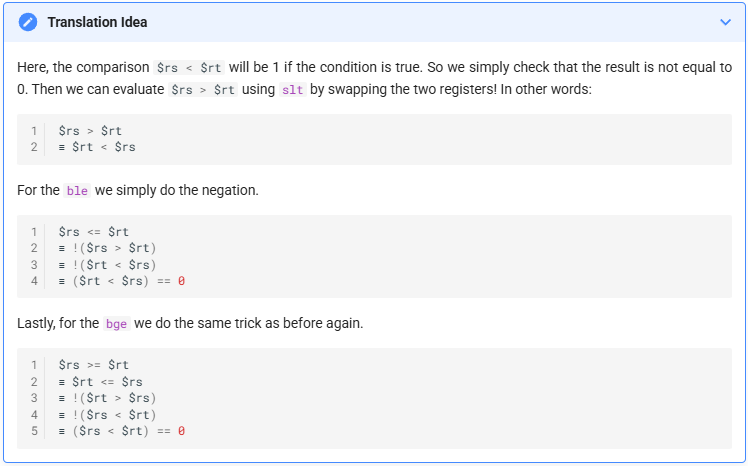 Translation Idea
Here, the comparison $rs < $rt will be 1 if the condition is true. So we simply check that the result is not equal to
0. Then we can evaluate $rs > $rt using slt by swapping the two registers! In other words:
1 $rs > $rt
2 ≡ $rt < $rs
For the ble we simply do the negation.
1 $rs <= $rt
2 ≡ !($rs > $rt)
3 ≡ !($rt < $rs)
4 ≡ ($rt < $rs) == 0
Lastly, for the bge we do the same trick as before again.
1 $rs >= $rt
2 ≡ $rt <= $rs
3 ≡ !($rt > $rs)
4 ≡ !($rs < $rt)
5 ≡ ($rs < $rt) == 0